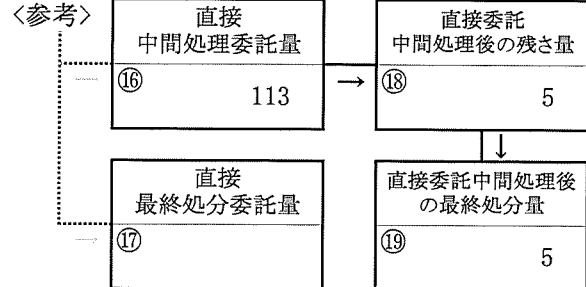 〈参考〉
直接
中間処理委託量
⑯
113
→
直接委託
中間処理後の残さ量
⑱
5
↓
直接
最終処分委託量
⑰
直接委託中間処理後
の最終処分量
⑲
5